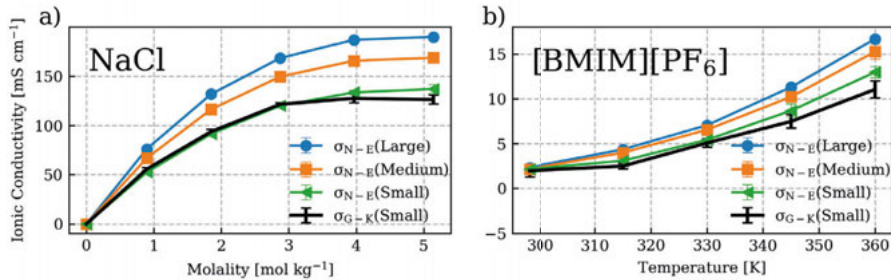 a)
NaCl
Ionic Conductivity [mS cm⁻¹]
150
100
50
0
σN−E(Large)
σN−E(Medium)
σN−E(Small)
σG−K(Small)
0 1 2 3 4 5
Molality [mol kg⁻¹]
b)
[BMIM][PF₆]
15
10
5
0
−5
σN−E(Large)
σN−E(Medium)
σN−E(Small)
σG−K(Small)
300 310 320 330 340 350 360
Temperature [K]